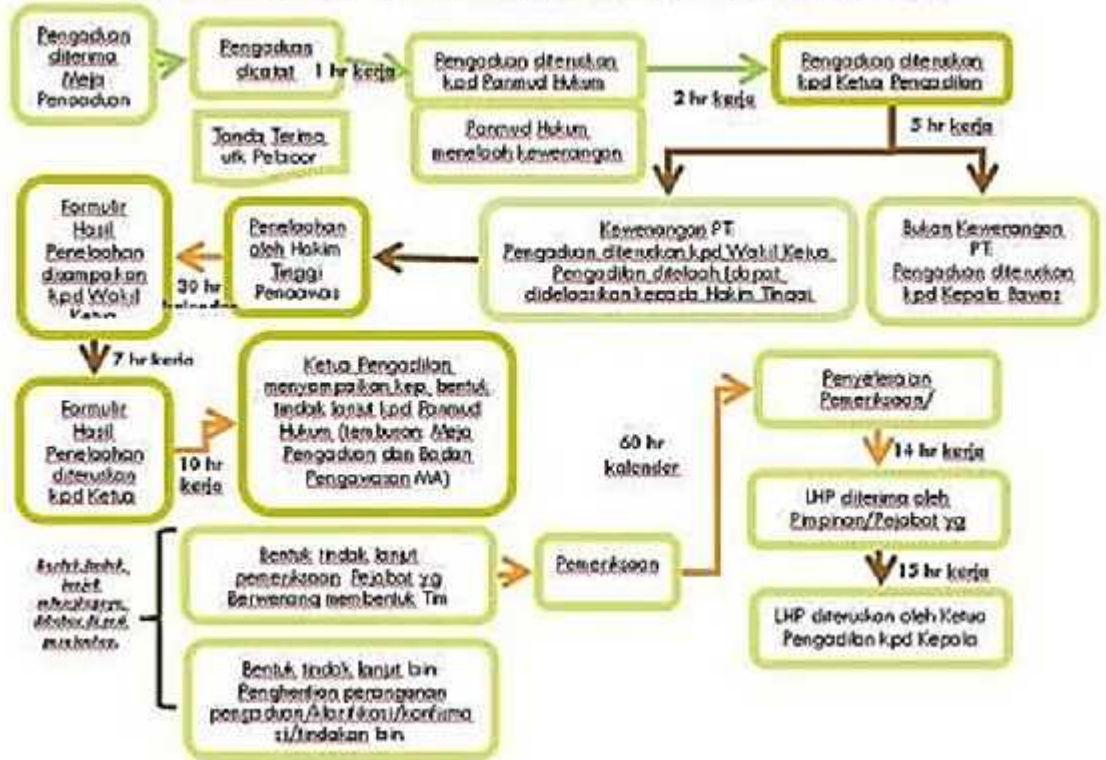 Pengaduan
diterima
Meja
Pengaduan
Pengaduan
dicatat
1 hr kerja
Pengaduan diteruskan
kpd Panmud Hukum
2 hr kerja
Pengaduan diteruskan
kpd Ketua Pengadilan
Tanda Terima
utk Pelapor
Panmud Hukum
menelaah kewenangan
5 hr kerja
Formulir
Hasil
Penelaahan
disampaikan
kpd Wakil
Ketua
30 hr
kalender
Penelaahan
oleh Hakim
Tinggi
Pengawas
Kewenangan PT
Pengaduan diteruskan kpd Wakil Ketua
Pengadilan ditelaah (dapat
didelegasikan kepada Hakim Tinggi
Bukan Kewenangan
PT
Pengaduan diteruskan
kpd Kepala Bawas
7 hr kerja
Formulir
Hasil
Penelaahan
diteruskan
kpd Ketua
10 hr
kerja
Ketua Pengadilan
menyampaikan kep. bentuk
tindak lanjut kpd Panmud
Hukum (tembusan: Meja
Pengaduan dan Badan
Pengawasan MA)
60 hr
kalender
Penyelesaian
Pemeriksaan/
14 hr kerja
LHP diterima oleh
Pimpinan/Pejabat yg
15 hr kerja
LHP diteruskan oleh Ketua
Pengadilan kpd Kepala
Bentuk tindak lanjut
pemeriksaan Pejabat yg
Berwenang membentuk Tim
Pemeriksaan
Bentuk tindak lanjut lain
Penghentian penanganan
pengaduan/klarifikasi/konfirma
si/tindakan lain